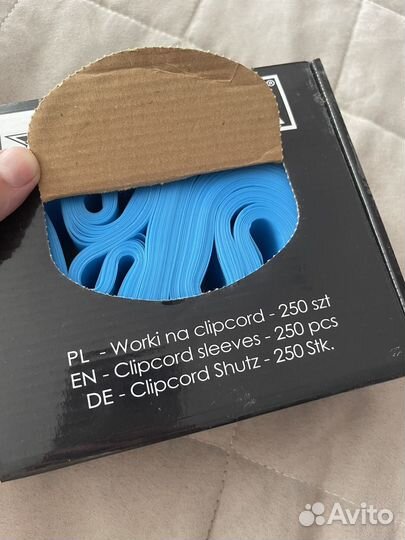 ®
PL - Worki na clipcord - 250 szt
EN - Clipcord sleeves - 250 pcs
DE - Clipcord Shutz - 250 Stk.
Avito